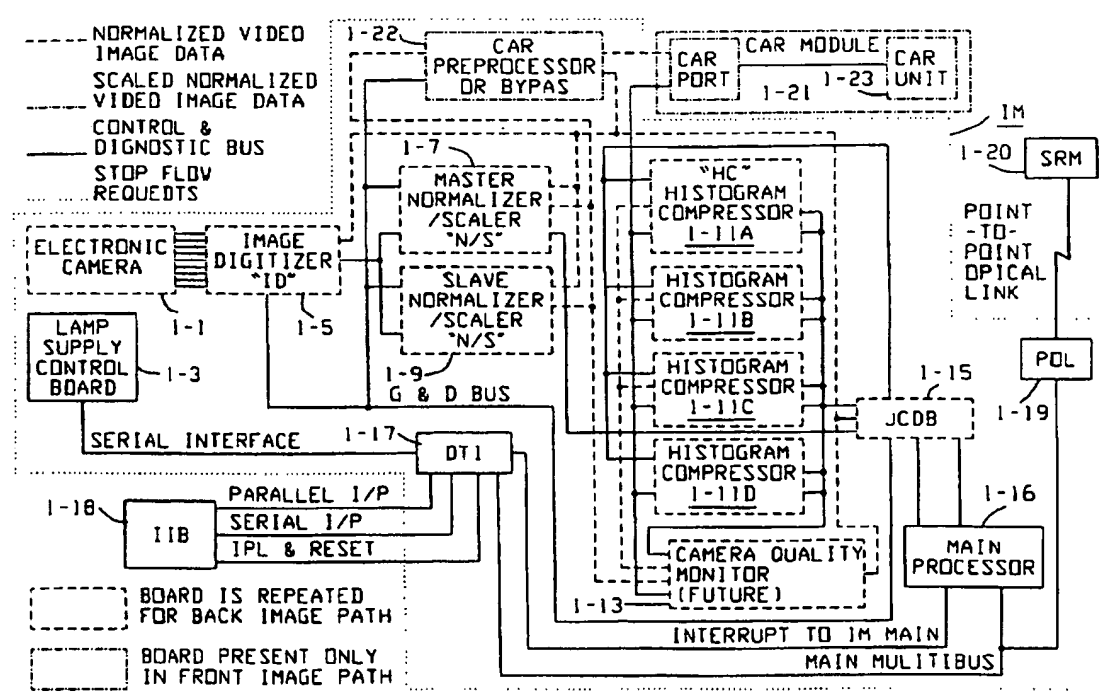 NORMALIZED VIDEO
IMAGE DATA
SCALED NORMALIZED
VIDEO IMAGE DATA
CONTROL &
DIGNOSTIC BUS
STOP FLOW
REQUEDTS
1-22
CAR
PREPROCESSOR
OR BYPAS
CAR MODULE
CAR
PORT
1-23
CAR
UNIT
1-21
IM
1-20
SRM
POINT
-TO-
POINT
OPICAL
LINK
1-7
MASTER
NORMALIZER
/SCALER
"N/S"
"HC"
HISTOGRAM
COMPRESSOR
1-11A
ELECTRONIC
CAMERA
1-1
IMAGE
DIGITIZER
"ID"
1-5
SLAVE
NORMALIZER
/SCALER
"N/S"
1-9
HISTOGRAM
COMPRESSOR
1-11B
LAMP
SUPPLY
CONTROL
BOARD
1-3
G & D BUS
HISTOGRAM
COMPRESSOR
1-11C
1-15
JCDB
POL
1-19
SERIAL INTERFACE
1-17
DTI
HISTOGRAM
COMPRESSOR
1-11D
1-18
IIB
PARALLEL I/P
SERIAL I/P
IPL & RESET
1-16
MAIN
PROCESSOR
CAMERA QUALITY
MONITOR
(FUTURE)
1-13
BOARD IS REPEATED
FOR BACK IMAGE PATH
INTERRUPT TO IM MAIN
MAIN MULITIBUS
BOARD PRESENT ONLY
IN FRONT IMAGE PATH